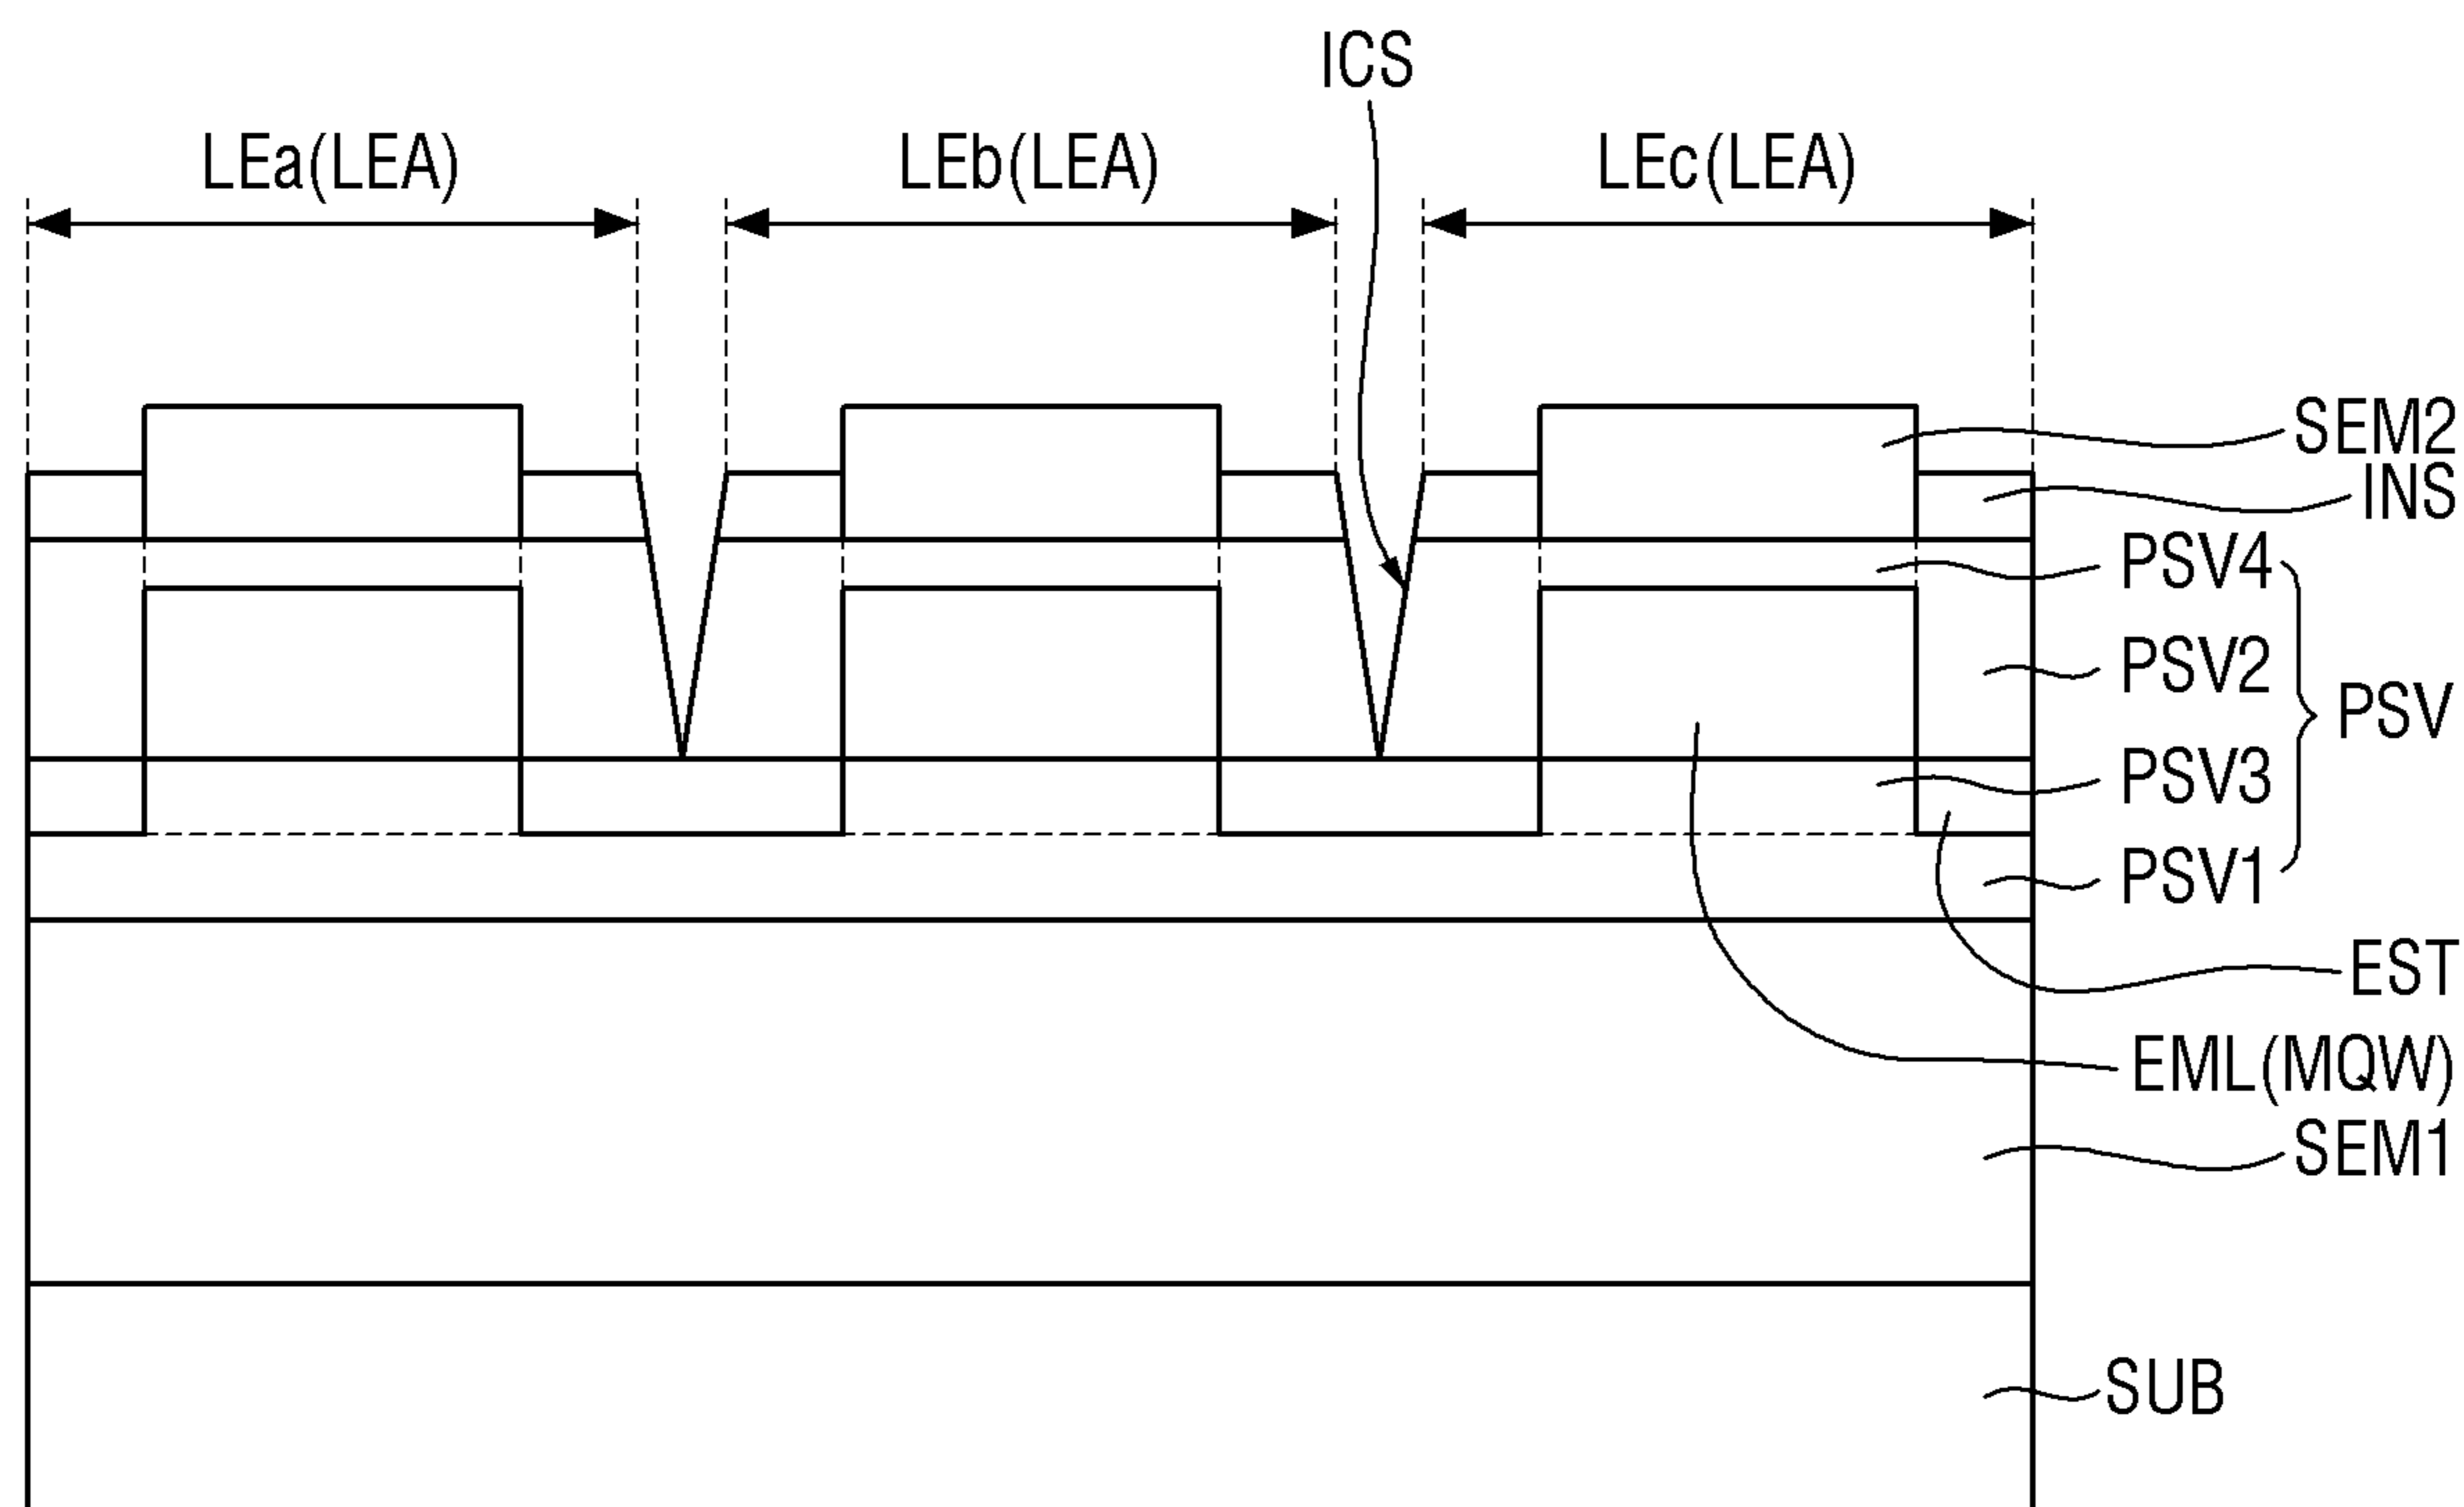 ICS
LEa(LEA)
LEb(LEA)
LEc(LEA)
SEM2
INS
PSV4
PSV2
PSV
PSV3
PSV1
EST
EML(MQW)
SEM1
SUB